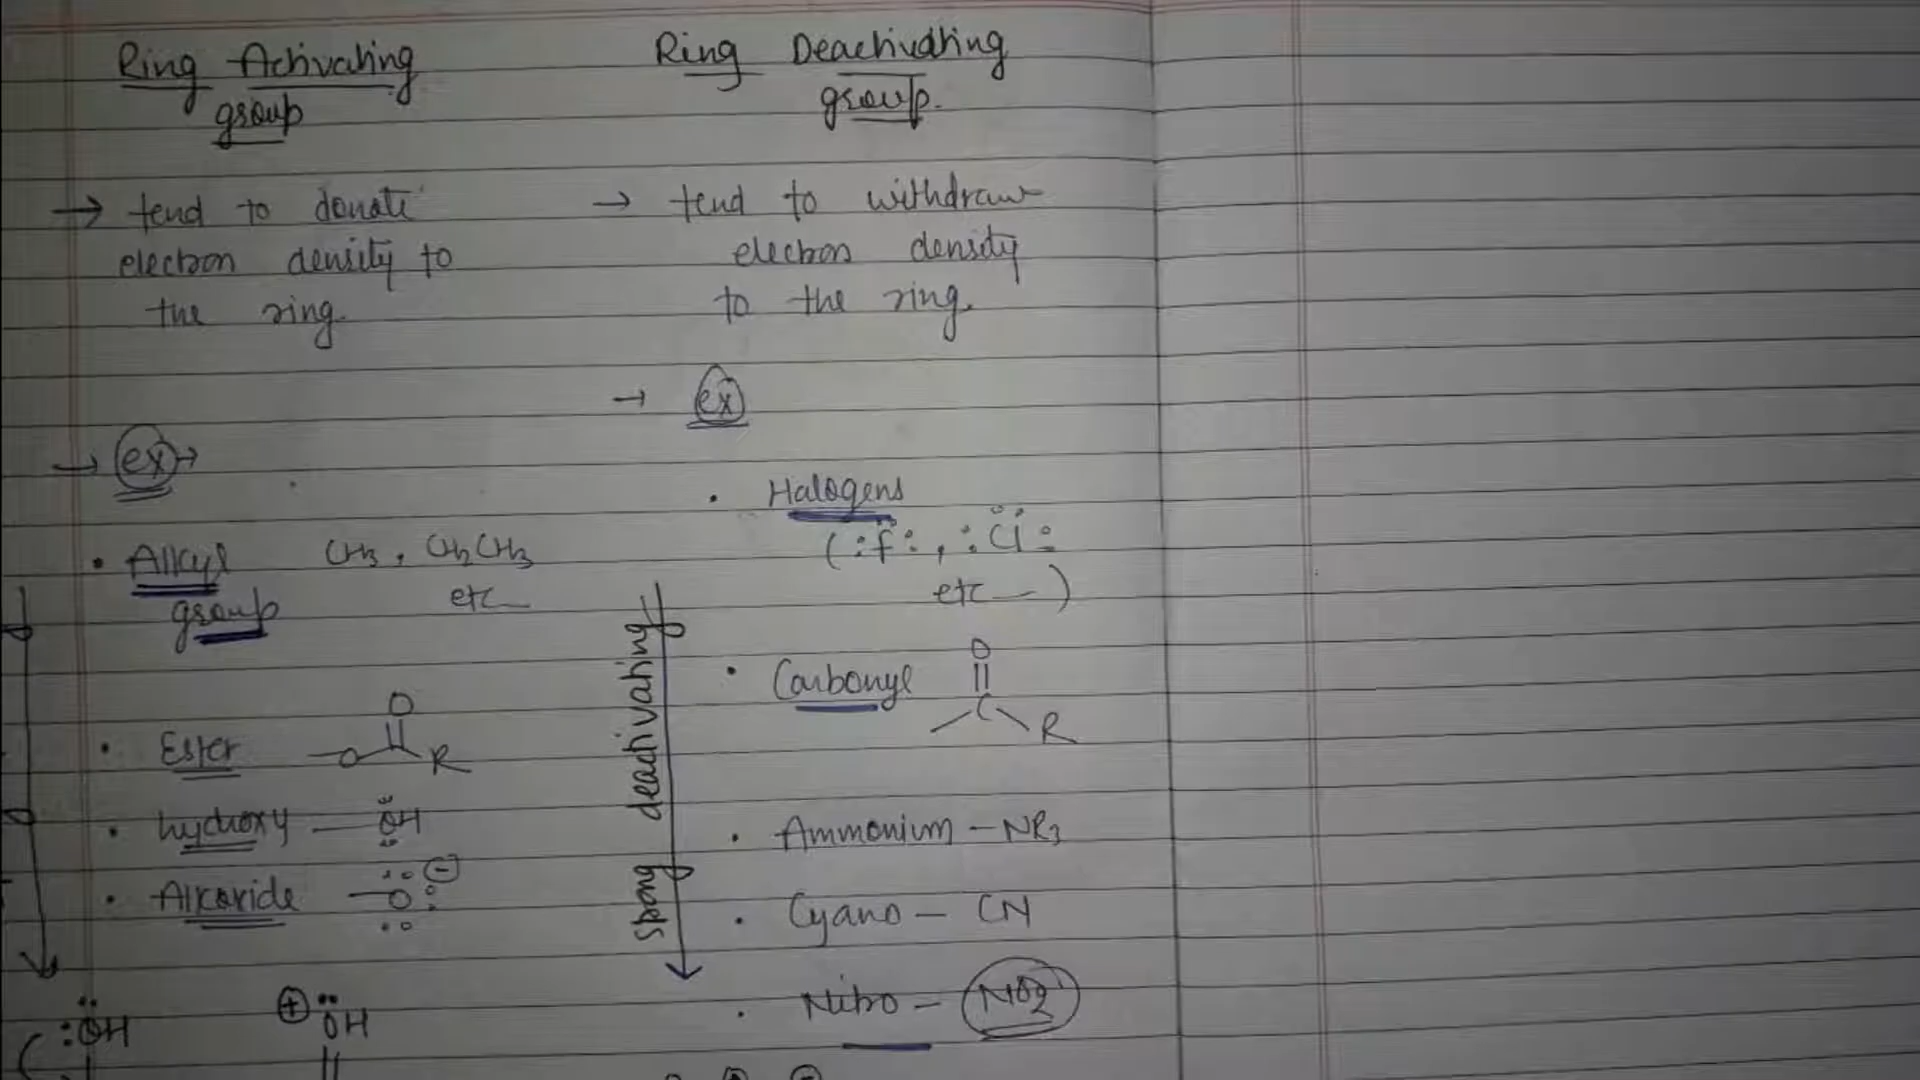 Ring Activating
group
→ tend to donate
electron density to
the ring.
→ ex →
• Alkyl CH3, CH2CH3
group etc
• Ester O
-O R
• hydroxy — ÖH
• Alkoxide — O: ⊖
(:ÖH ⊕ ÖH
Ring Deactivating
group.
→ tend to withdraw
electron density
to the ring.
→ ex
• Halogens
(:F:, :Cl:
etc — )
strong deactivating
• Carbonyl O
C R
• Ammonium – NR3
• Cyano – CN
• Nitro – NO2